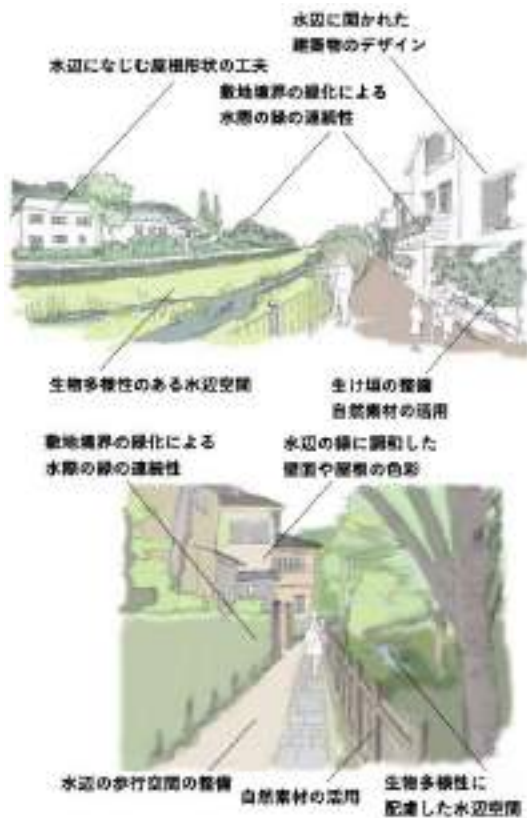 水辺に開かれた
建築物のデザイン
水辺になじむ屋根形状の工夫
敷地境界の緑化による
水際の緑の連続性
生物多様性のある水辺空間
生け垣の整備
自然素材の活用
敷地境界の緑化による
水際の緑の連続性
水辺の緑に調和した
壁面や屋根の色彩
水辺の歩行空間の整備
自然素材の活用
生物多様性に
配慮した水辺空間